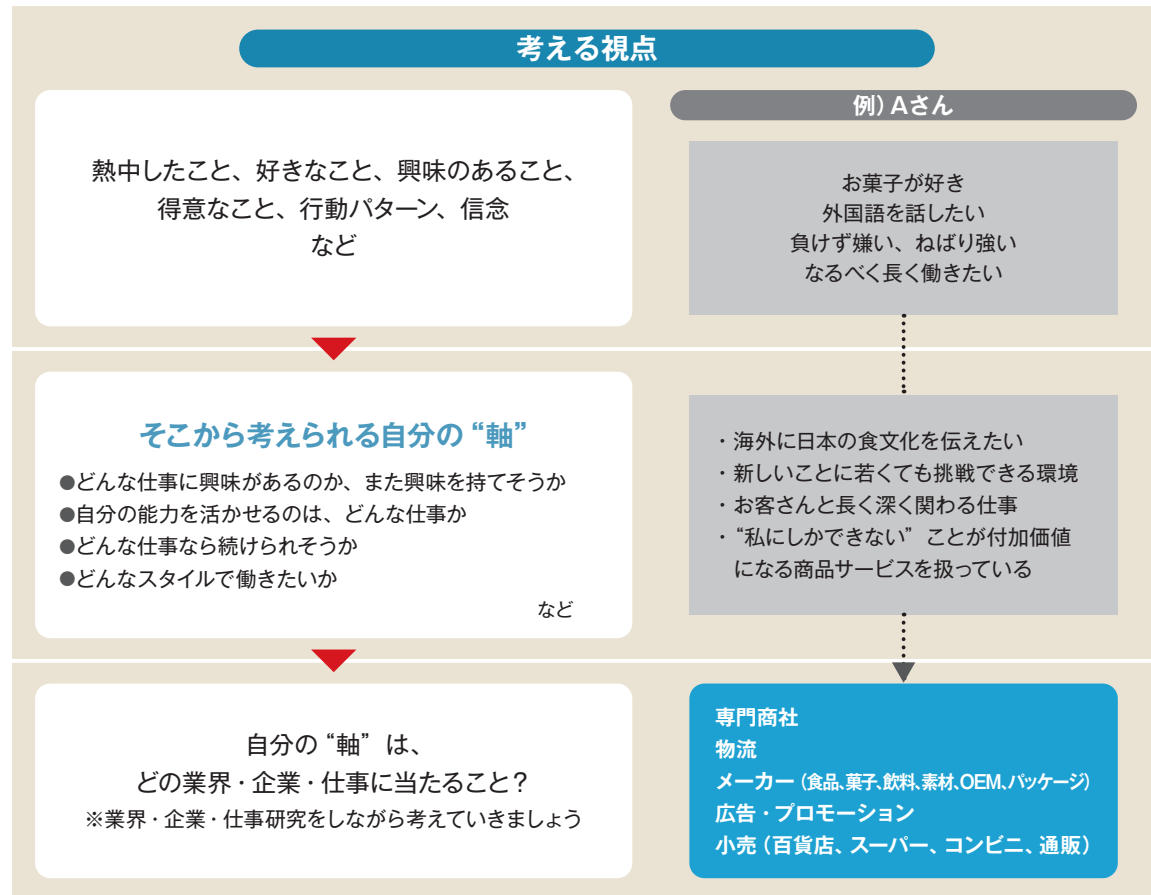 考える視点
熱中したこと、好きなこと、興味のあること、
得意なこと、行動パターン、信念
など
例)Aさん
お菓子が好き
外国語を話したい
負けず嫌い、ねばり強い
なるべく長く働きたい
そこから考えられる自分の“軸”
●どんな仕事に興味があるのか、また興味を持てそうか
●自分の能力を活かせるのは、どんな仕事か
●どんな仕事なら続けられそうか
●どんなスタイルで働きたいか
など
・海外に日本の食文化を伝えたい
・新しいことに若くても挑戦できる環境
・お客さんと長く深く関わる仕事
・“私にしかできない”ことが付加価値
になる商品サービスを扱っている
自分の“軸”は、
どの業界・企業・仕事に当たること?
※業界・企業・仕事研究をしながら考えていきましょう
専門商社
物流
メーカー(食品、菓子、飲料、素材、OEM、パッケージ)
広告・プロモーション
小売(百貨店、スーパー、コンビニ、通販)